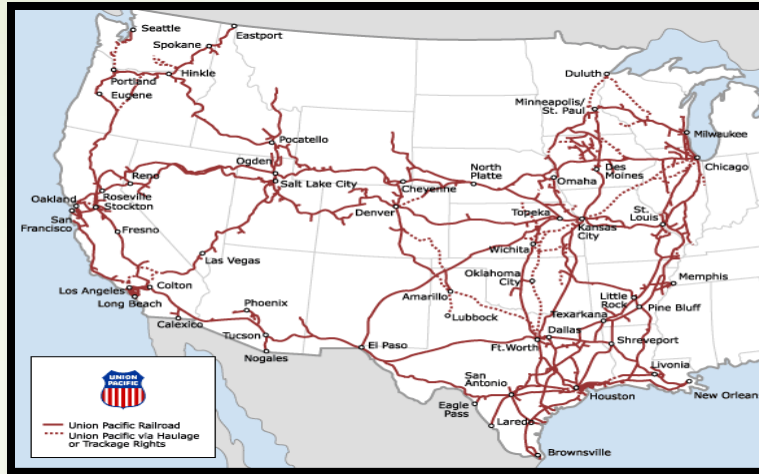 Seattle
Spokane
Eastport
Portland
Hinkle
Eugene
Duluth
Minneapolis/
St. Paul
Milwaukee
Chicago
Pocatello
Ogden
Reno
Salt Lake City
Cheyenne
North
Platte
Omaha
Des
Moines
Oakland
Roseville
Stockton
San
Francisco
Fresno
Denver
Topeka
Kansas
City
St.
Louis
Las Vegas
Wichita
Oklahoma
City
Los Angeles
Long Beach
Colton
Calexico
Phoenix
Tucson
Nogales
Amarillo
Lubbock
Memphis
Little
Rock
Pine Bluff
Texarkana
El Paso
Ft.Worth
Dallas
Shreveport
Livonia
New Orleans
San
Antonio
Eagle
Pass
Laredo
Houston
Brownsville
UNION
PACIFIC
Union Pacific Railroad
Union Pacific via Haulage
or Trackage Rights